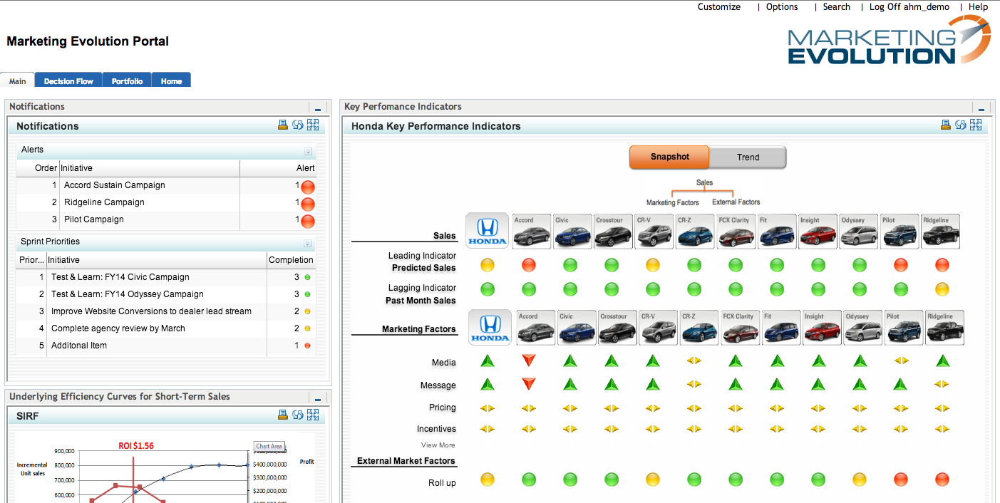 Customize | Options | Search | Log Off ahm_demo | Help
Marketing Evolution Portal
MARKETING
EVOLUTION
Main Decision Flow Portfolio Home
Notifications
Notifications
Alerts
Order Initiative Alert
1 Accord Sustain Campaign 1
2 Ridgeline Campaign 1
3 Pilot Campaign 1
Sprint Priorities
Prior... Initiative Completion
1 Test & Learn: FY14 Civic Campaign 3
2 Test & Learn: FY14 Odyssey Campaign 3
3 Improve Website Conversions to dealer lead stream 2
4 Complete agency review by March 2
5 Additonal Item 1
Underlying Efficiency Curves for Short-Term Sales
SIRF
ROI $1.56
Chart Area
Incremental
Unit sales
900,000
800,000
700,000
600,000
$400,000,000
$300,000,000
$200,000,000
Profit
Key Perfomance Indicators
Honda Key Performance Indicators
Snapshot Trend
Sales
Marketing Factors External Factors
Sales HONDA Accord Civic Crosstour CR-V CR-Z FCX Clarity Fit Insight Odyssey Pilot Ridgeline
Leading Indicator
Predicted Sales
Lagging Indicator
Past Month Sales
Marketing Factors HONDA Accord Civic Crosstour CR-V CR-Z FCX Clarity Fit Insight Odyssey Pilot Ridgeline
Media
Message
Pricing
Incentives
View More
External Market Factors
Roll up